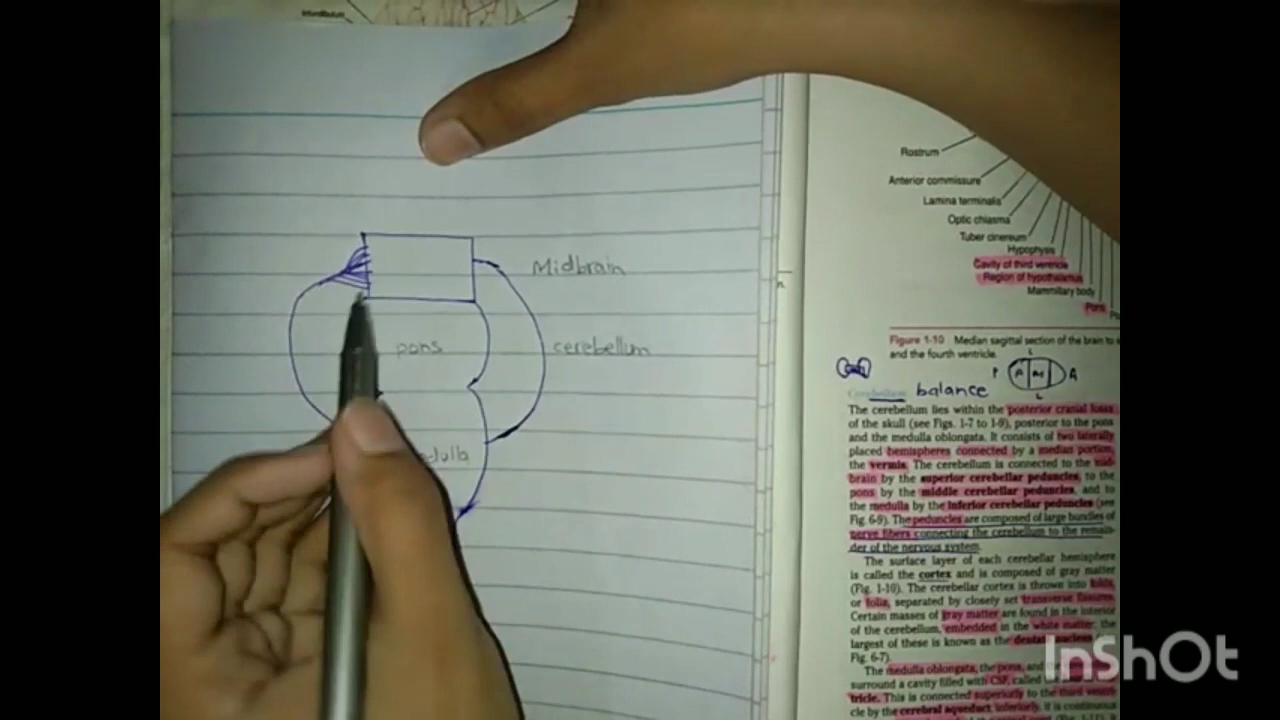 Infundibulum
Midbrain
pons
cerebellum
dulla
Rostrum
Anterior commissure
Lamina terminalis
Optic chiasma
Tuber cinereum
Hypophysis
Cavity of third ventricle
Region of hypothalamus
Mammillary body
Pons
Po
n.
Figure 1-10 Median sagittal section of the brain to s
and the fourth ventricle.
L
P A M A
L
Cerebellum balance
The cerebellum lies within the posterior cranial fossa
of the skull (see Figs. 1-7 to 1-9), posterior to the pons
and the medulla oblongata. It consists of two laterally
placed hemispheres connected by a median portion,
the vermis. The cerebellum is connected to the mid-
brain by the superior cerebellar peduncles, to the
pons by the middle cerebellar peduncles, and to
the medulla by the inferior cerebellar peduncles (see
Fig. 6-9). The peduncles are composed of large bundles of
nerve fibers connecting the cerebellum to the remain-
der of the nervous system.
The surface layer of each cerebellar hemisphere
is called the cortex and is composed of gray matter
(Fig. 1-10). The cerebellar cortex is thrown into folds,
or folia, separated by closely set transverse fissures.
Certain masses of gray matter are found in the interior
of the cerebellum, embedded in the white matter; the
largest of these is known as the dentate nucleus
Fig. 6-7).
The medulla oblongata, the pons, and the
surround a cavity filled with CSF, called
tricle. This is connected superiorly to the third ventri-
cle by the cerebral aqueduct; inferiorly, it is continuous
InShOt